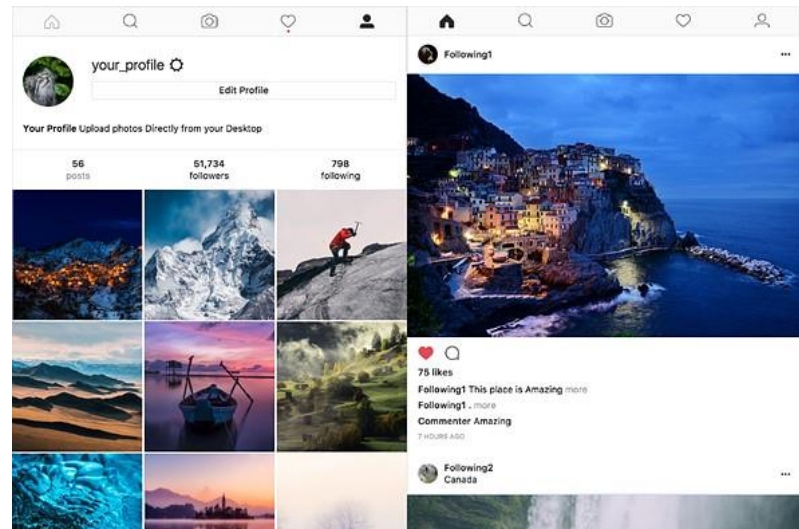 your_profile
Edit Profile
Your Profile Upload photos Directly from your Desktop
56
posts
51,734
followers
798
following
Following1
75 likes
Following1 This place is Amazing more
Following1 . more
Commenter Amazing
7 HOURS AGO
Following2
Canada